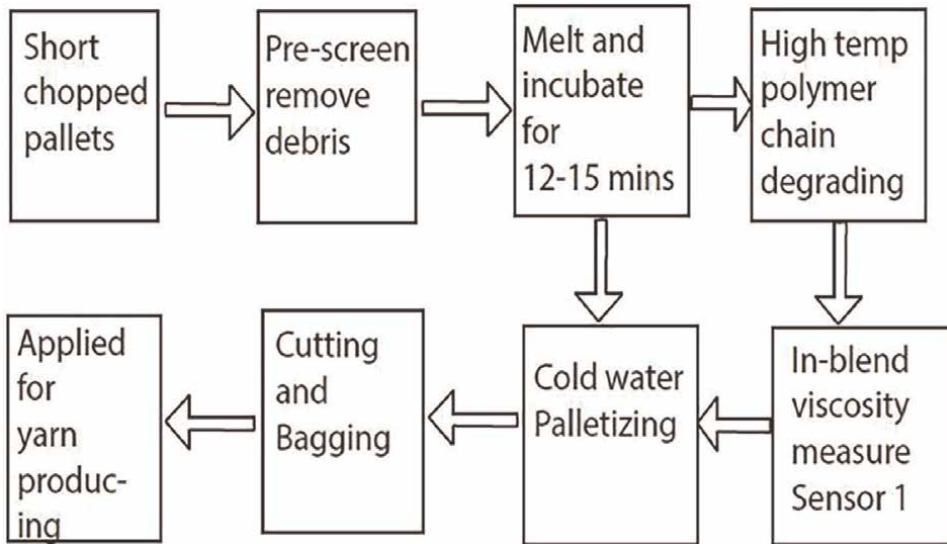 Short
chopped
pallets
Pre-screen
remove
debris
Melt and
incubate
for
12-15 mins
High temp
polymer
chain
degrading
Applied
for
yarn
produc-
ing
Cutting
and
Bagging
Cold water
Palletizing
In-blend
viscosity
measure
Sensor 1